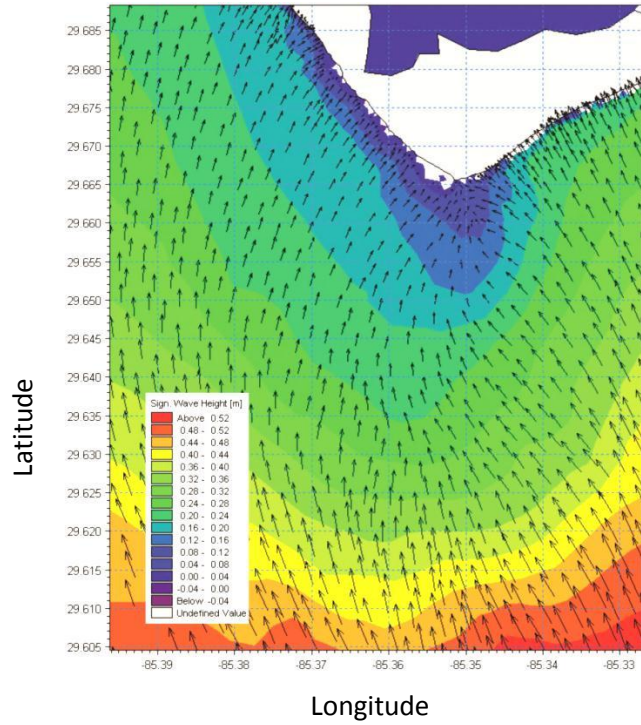 29.685
29.680
29.675
29.670
29.665
29.660
29.655
29.650
29.645
29.640
29.635
29.630
29.625
29.620
29.615
29.610
29.605
Latitude
Sign. Wave Height [m]
Above 0.52
0.48 - 0.52
0.44 - 0.48
0.40 - 0.44
0.36 - 0.40
0.32 - 0.36
0.28 - 0.32
0.24 - 0.28
0.20 - 0.24
0.16 - 0.20
0.12 - 0.16
0.08 - 0.12
0.04 - 0.08
0.00 - 0.04
-0.04 - 0.00
Below -0.04
Undefined Value
-85.39 -85.38 -85.37 -85.36 -85.35 -85.34 -85.33
Longitude